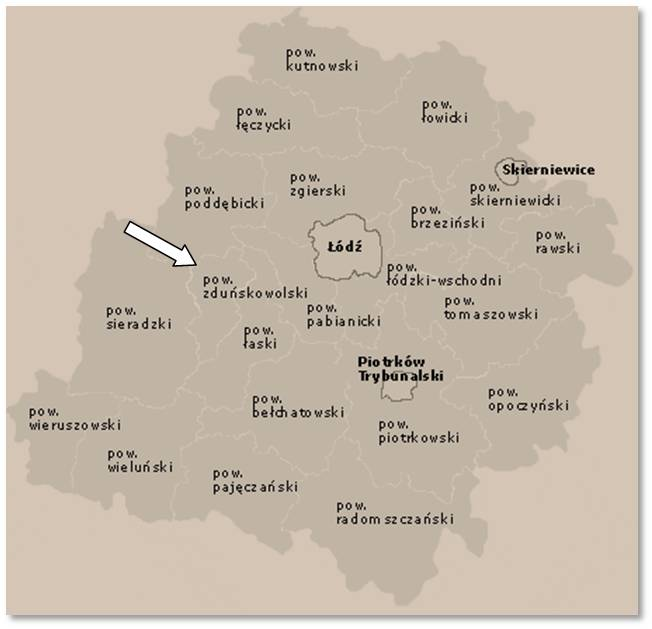 pow.
kutnowski
pow.
łęczycki
pow.
łowicki
Skierniewice
pow.
zgierski
pow.
poddębicki
pow.
skierniewicki
pow.
brzeziński
pow.
rawski
Łódź
pow.
łódzki-wschodni
pow.
zduńskowolski
pow.
sieradzki
pow.
pabianicki
pow.
tomaszowski
pow.
łaski
Piotrków
Trybunalski
pow.
opoczyński
pow.
bełchatowski
pow.
wieruszowski
pow.
piotrkowski
pow.
wieluński
pow.
pajęczański
pow.
radomszczański